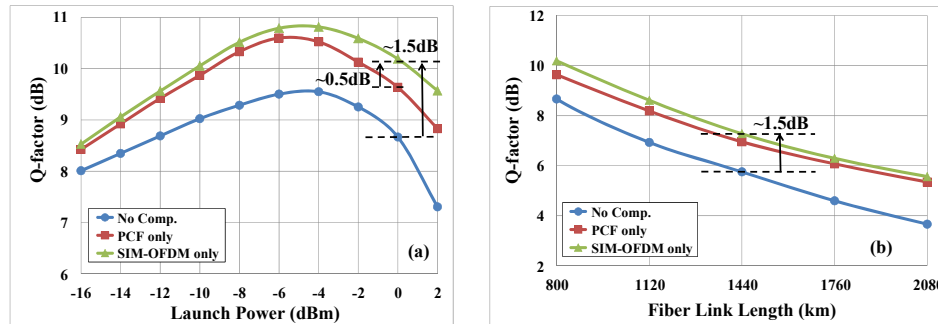 11
10
9
8
7
6
Q-factor (dB)
~1.5dB
~0.5dB
No Comp.
PCF only
SIM-OFDM only
(a)
-16 -14 -12 -10 -8 -6 -4 -2 0 2
Launch Power (dBm)
12
10
8
6
4
2
Q-factor (dB)
~1.5dB
No Comp.
PCF only
SIM-OFDM only
(b)
800 1120 1440 1760 2080
Fiber Link Length (km)